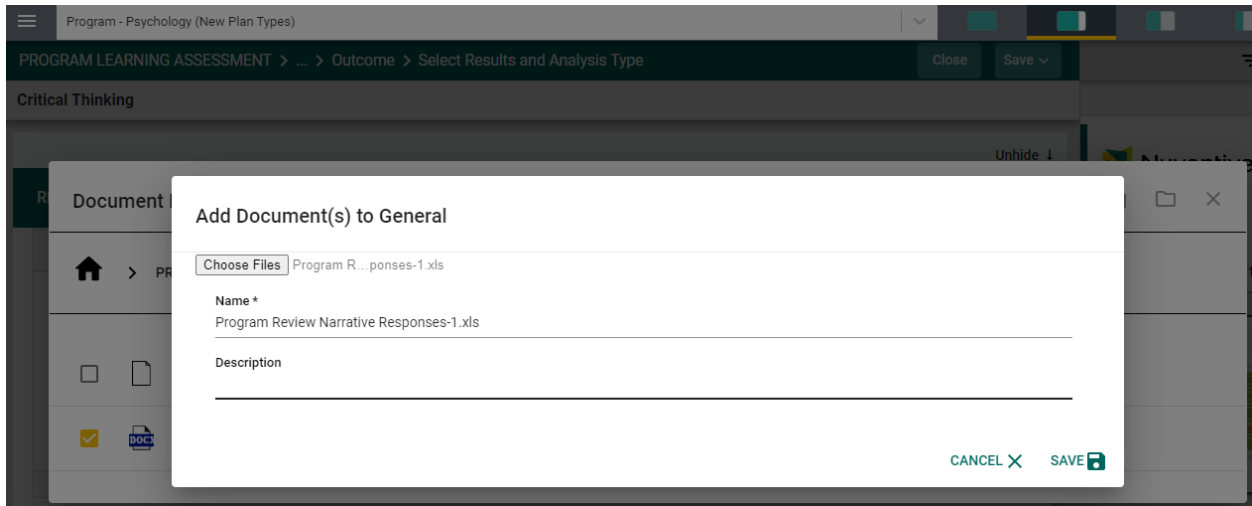 Program - Psychology (New Plan Types)
PROGRAM LEARNING ASSESSMENT > ... > Outcome > Select Results and Analysis Type
Close
Save
Critical Thinking
Unhide ↓
Document
Add Document(s) to General
Choose Files Program R...ponses-1.xls
Name *
Program Review Narrative Responses-1.xls
Description
DOCX
CANCEL
SAVE